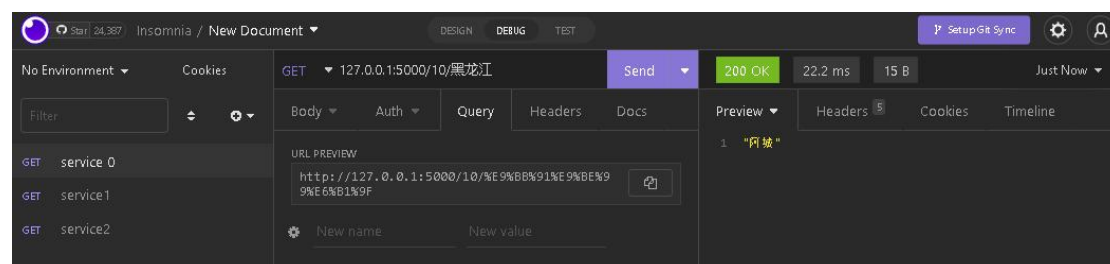 Star 24,387 Insomnia / New Document DESIGN DEBUG TEST Setup Git Sync
No Environment Cookies GET 127.0.0.1:5000/10/黑龙江 Send 200 OK 22.2 ms 15 B Just Now
Filter Body Auth Query Headers Docs Preview Headers 5 Cookies Timeline
1 "阿城"
URL PREVIEW
GET service 0
http://127.0.0.1:5000/10/%E9%BB%91%E9%BE%9
9%E6%B1%9F
GET service1
GET service2
New name New value